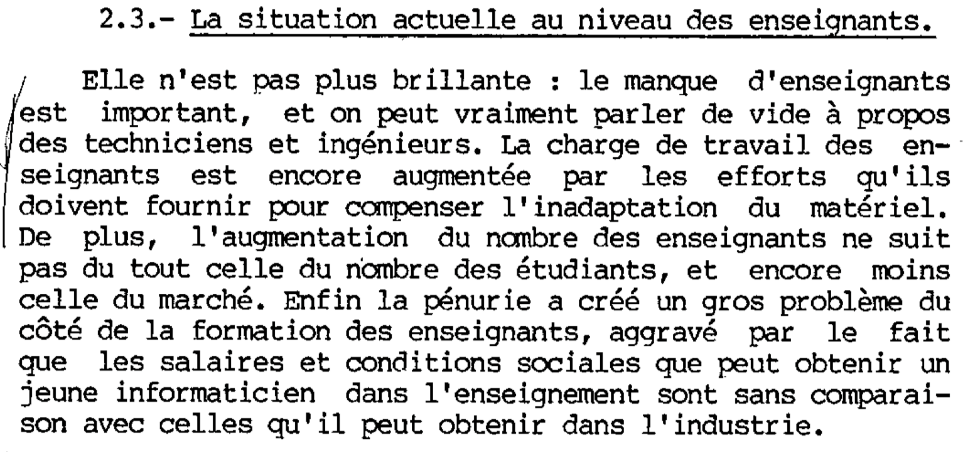 2.3.- La situation actuelle au niveau des enseignants.
Elle n'est pas plus brillante : le manque d'enseignants
est important, et on peut vraiment parler de vide à propos
des techniciens et ingénieurs. La charge de travail des en-
seignants est encore augmentée par les efforts qu'ils
doivent fournir pour compenser l'inadaptation du matériel.
De plus, l'augmentation du nombre des enseignants ne suit
pas du tout celle du nombre des étudiants, et encore moins
celle du marché. Enfin la pénurie a créé un gros problème du
côté de la formation des enseignants, aggravé par le fait
que les salaires et conditions sociales que peut obtenir un
jeune informaticien dans l'enseignement sont sans comparai-
son avec celles qu'il peut obtenir dans l'industrie.